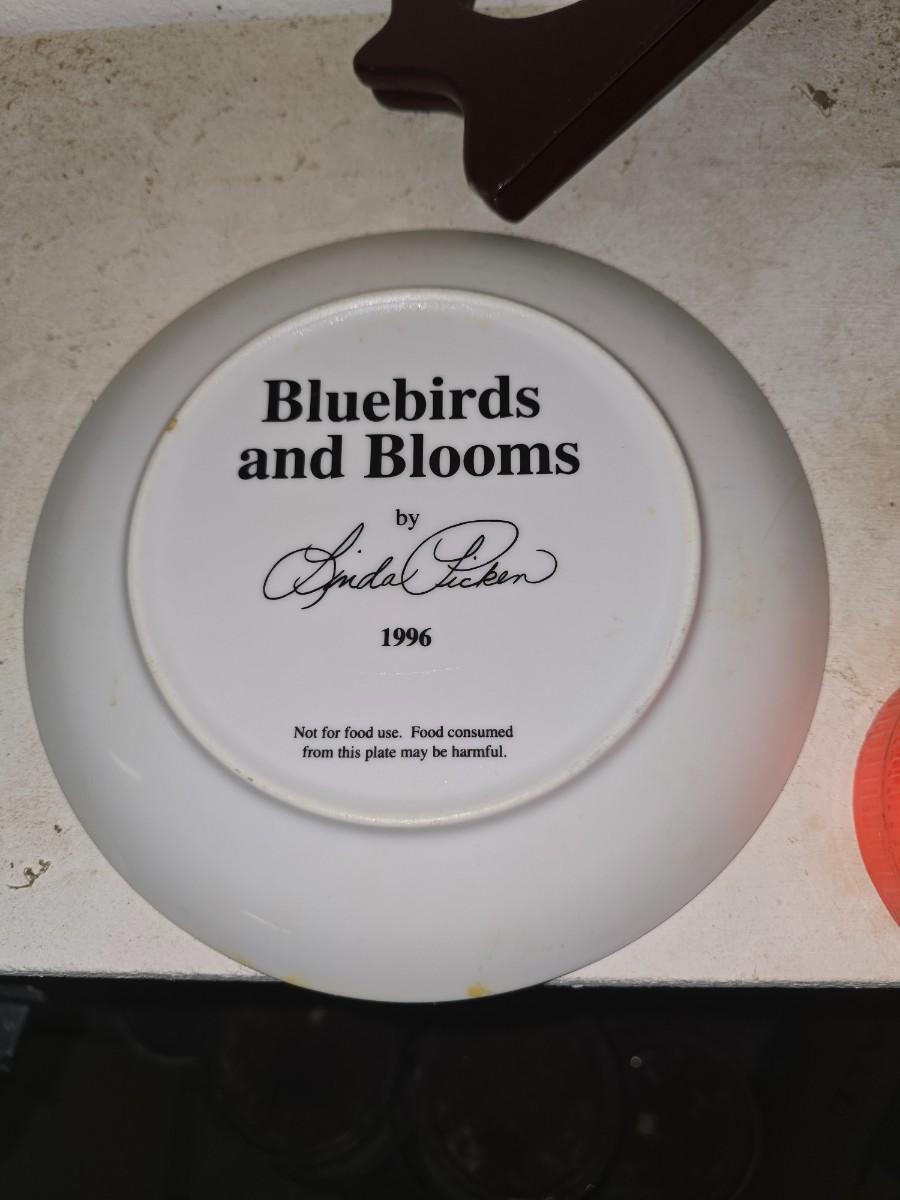 Bluebirds
and Blooms
by
Linda Picken
1996
Not for food use. Food consumed
from this plate may be harmful.